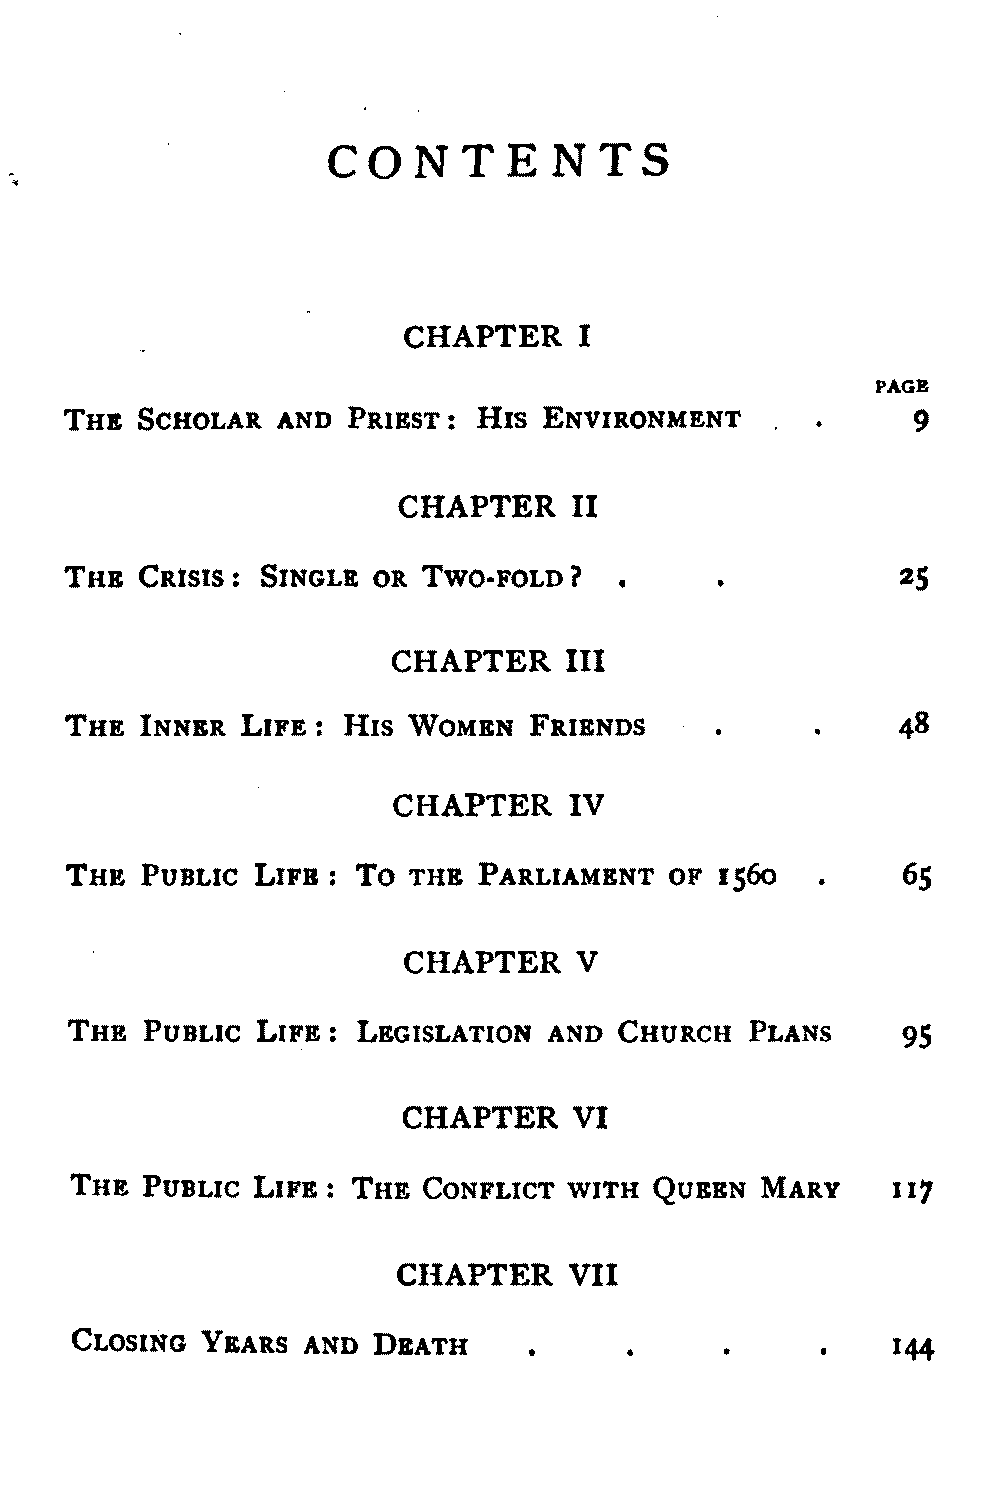 CONTENTS
CHAPTER I
PAGE
The Scholar and Priest: His Environment . . 9
CHAPTER II
The Crisis: Single or Two-fold? . . 25
CHAPTER III
The Inner Life: His Women Friends . . 48
CHAPTER IV
The Public Life: To the Parliament of 1560 . 65
CHAPTER V
The Public Life: Legislation and Church Plans 95
CHAPTER VI
The Public Life: The Conflict with Queen Mary 117
CHAPTER VII
Closing Years and Death . . . . 144